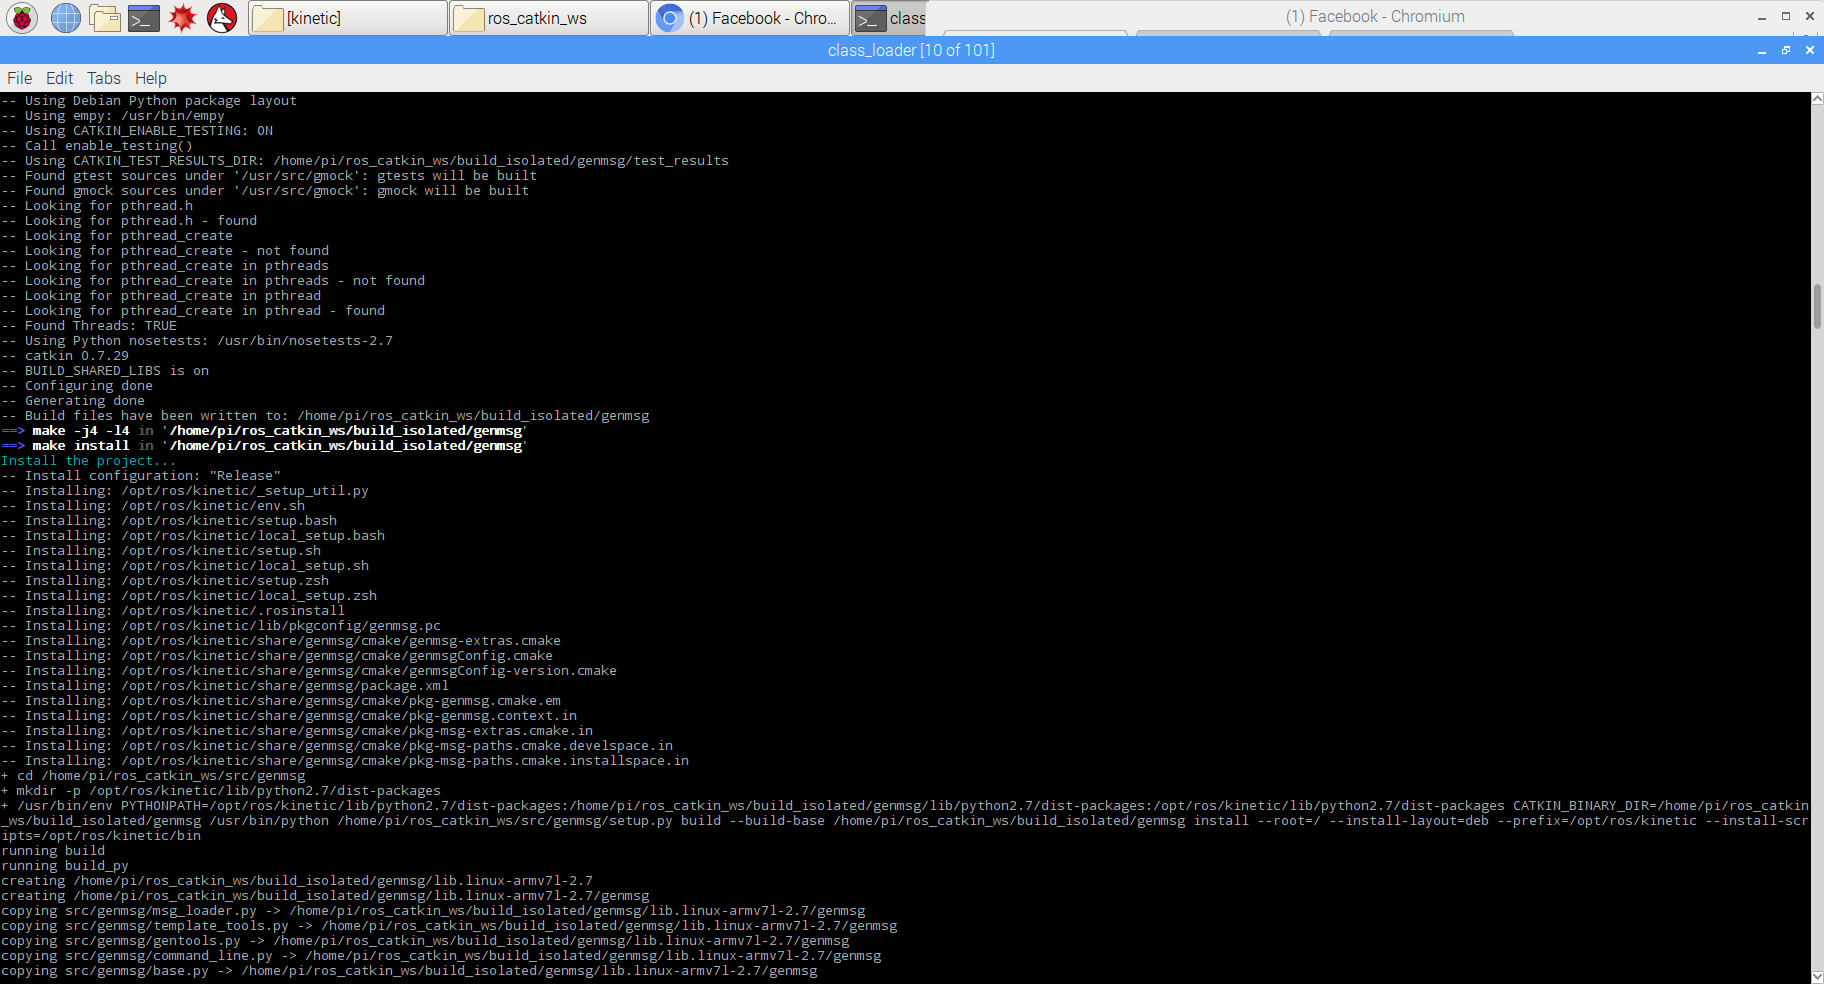 [kinetic]
ros_catkin_ws
(1) Facebook - Chro...
class
(1) Facebook - Chromium
class_loader [10 of 101]
File Edit Tabs Help
-- Using Debian Python package layout
-- Using empy: /usr/bin/empy
-- Using CATKIN_ENABLE_TESTING: ON
-- Call enable_testing()
-- Using CATKIN_TEST_RESULTS_DIR: /home/pi/ros_catkin_ws/build_isolated/genmsg/test_results
-- Found gtest sources under '/usr/src/gmock': gtests will be built
-- Found gmock sources under '/usr/src/gmock': gmock will be built
-- Looking for pthread.h
-- Looking for pthread.h - found
-- Looking for pthread_create
-- Looking for pthread_create - not found
-- Looking for pthread_create in pthreads
-- Looking for pthread_create in pthreads - not found
-- Looking for pthread_create in pthread
-- Looking for pthread_create in pthread - found
-- Found Threads: TRUE
-- Using Python nosetests: /usr/bin/nosetests-2.7
-- catkin 0.7.29
-- BUILD_SHARED_LIBS is on
-- Configuring done
-- Generating done
-- Build files have been written to: /home/pi/ros_catkin_ws/build_isolated/genmsg
==> make -j4 -l4 in '/home/pi/ros_catkin_ws/build_isolated/genmsg'
==> make install in '/home/pi/ros_catkin_ws/build_isolated/genmsg'
Install the project...
-- Install configuration: "Release"
-- Installing: /opt/ros/kinetic/_setup_util.py
-- Installing: /opt/ros/kinetic/env.sh
-- Installing: /opt/ros/kinetic/setup.bash
-- Installing: /opt/ros/kinetic/local_setup.bash
-- Installing: /opt/ros/kinetic/setup.sh
-- Installing: /opt/ros/kinetic/local_setup.sh
-- Installing: /opt/ros/kinetic/setup.zsh
-- Installing: /opt/ros/kinetic/local_setup.zsh
-- Installing: /opt/ros/kinetic/.rosinstall
-- Installing: /opt/ros/kinetic/lib/pkgconfig/genmsg.pc
-- Installing: /opt/ros/kinetic/share/genmsg/cmake/genmsg-extras.cmake
-- Installing: /opt/ros/kinetic/share/genmsg/cmake/genmsgConfig.cmake
-- Installing: /opt/ros/kinetic/share/genmsg/cmake/genmsgConfig-version.cmake
-- Installing: /opt/ros/kinetic/share/genmsg/package.xml
-- Installing: /opt/ros/kinetic/share/genmsg/cmake/pkg-genmsg.cmake.em
-- Installing: /opt/ros/kinetic/share/genmsg/cmake/pkg-genmsg.context.in
-- Installing: /opt/ros/kinetic/share/genmsg/cmake/pkg-msg-extras.cmake.in
-- Installing: /opt/ros/kinetic/share/genmsg/cmake/pkg-msg-paths.cmake.develspace.in
-- Installing: /opt/ros/kinetic/share/genmsg/cmake/pkg-msg-paths.cmake.installspace.in
+ cd /home/pi/ros_catkin_ws/src/genmsg
+ mkdir -p /opt/ros/kinetic/lib/python2.7/dist-packages
+ /usr/bin/env PYTHONPATH=/opt/ros/kinetic/lib/python2.7/dist-packages:/home/pi/ros_catkin_ws/build_isolated/genmsg/lib/python2.7/dist-packages:/opt/ros/kinetic/lib/python2.7/dist-packages CATKIN_BINARY_DIR=/home/pi/ros_catkin
_ws/build_isolated/genmsg /usr/bin/python /home/pi/ros_catkin_ws/src/genmsg/setup.py build --build-base /home/pi/ros_catkin_ws/build_isolated/genmsg install --root=/ --install-layout=deb --prefix=/opt/ros/kinetic --install-scr
ipts=/opt/ros/kinetic/bin
running build
running build_py
creating /home/pi/ros_catkin_ws/build_isolated/genmsg/lib.linux-armv7l-2.7
creating /home/pi/ros_catkin_ws/build_isolated/genmsg/lib.linux-armv7l-2.7/genmsg
copying src/genmsg/msg_loader.py -> /home/pi/ros_catkin_ws/build_isolated/genmsg/lib.linux-armv7l-2.7/genmsg
copying src/genmsg/template_tools.py -> /home/pi/ros_catkin_ws/build_isolated/genmsg/lib.linux-armv7l-2.7/genmsg
copying src/genmsg/gentools.py -> /home/pi/ros_catkin_ws/build_isolated/genmsg/lib.linux-armv7l-2.7/genmsg
copying src/genmsg/command_line.py -> /home/pi/ros_catkin_ws/build_isolated/genmsg/lib.linux-armv7l-2.7/genmsg
copying src/genmsg/base.py -> /home/pi/ros_catkin_ws/build_isolated/genmsg/lib.linux-armv7l-2.7/genmsg